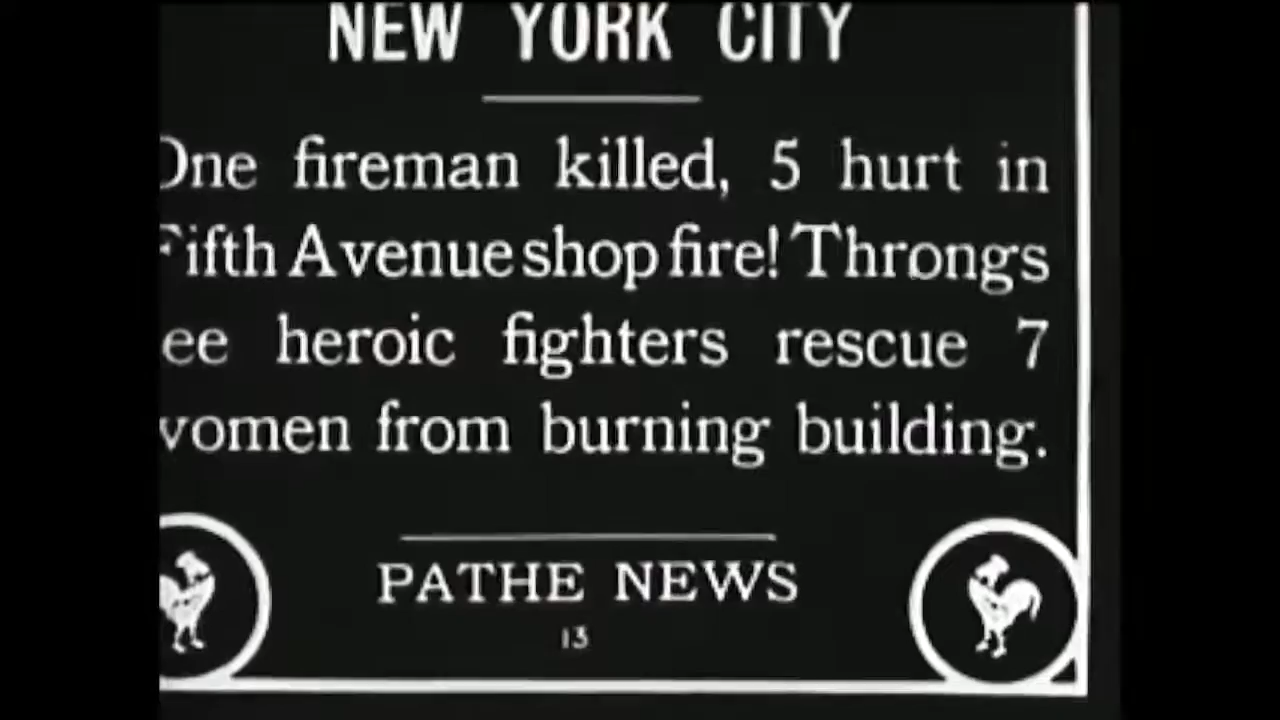 NEW YORK CITY
One fireman killed, 5 hurt in
Fifth Avenue shop fire! Throngs
ee heroic fighters rescue 7
women from burning building.
PATHE NEWS
13